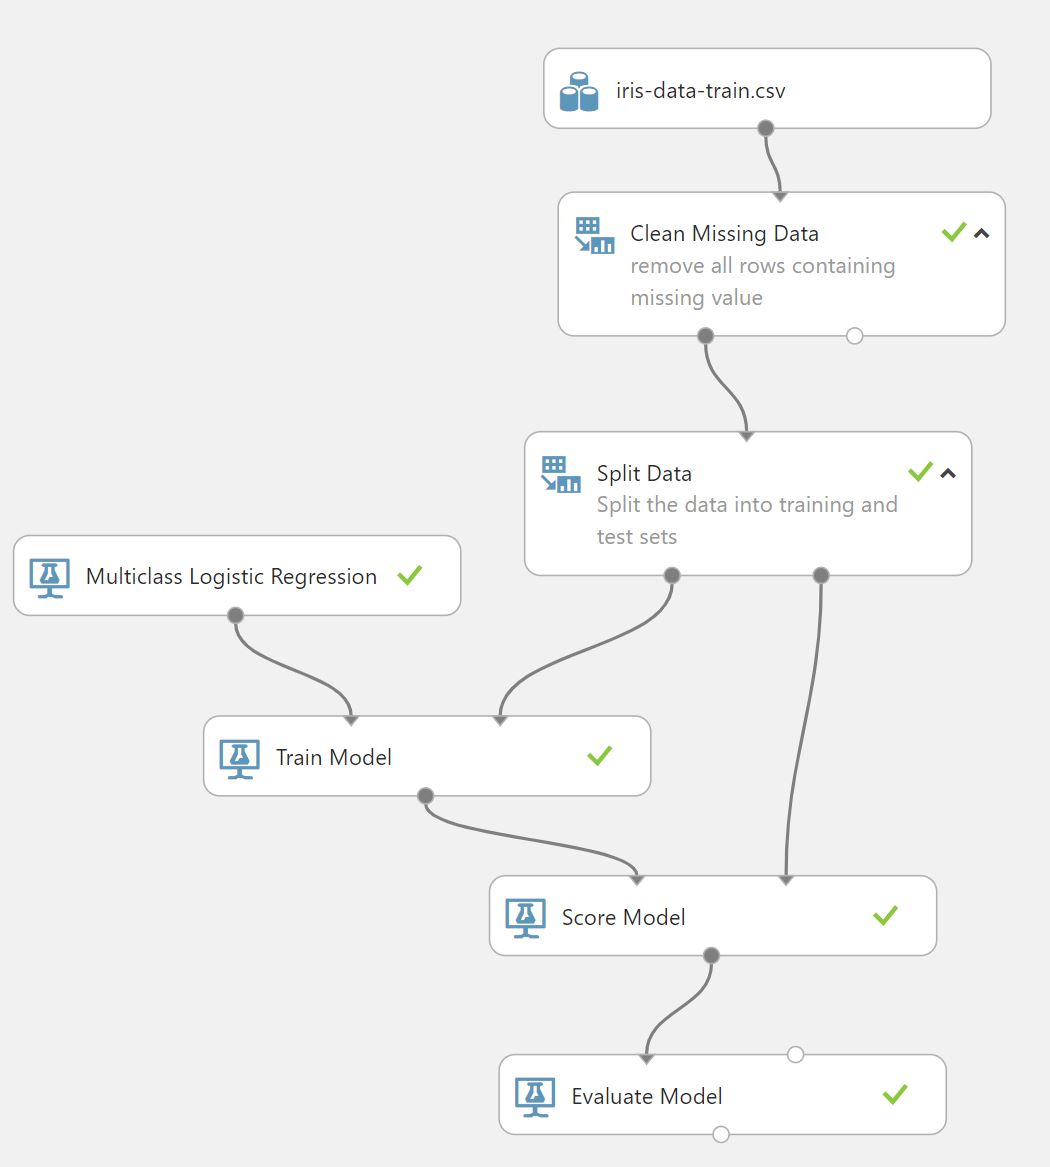 iris-data-train.csv
Clean Missing Data
remove all rows containing
missing value
Split Data
Split the data into training and
test sets
Multiclass Logistic Regression
Train Model
Score Model
Evaluate Model